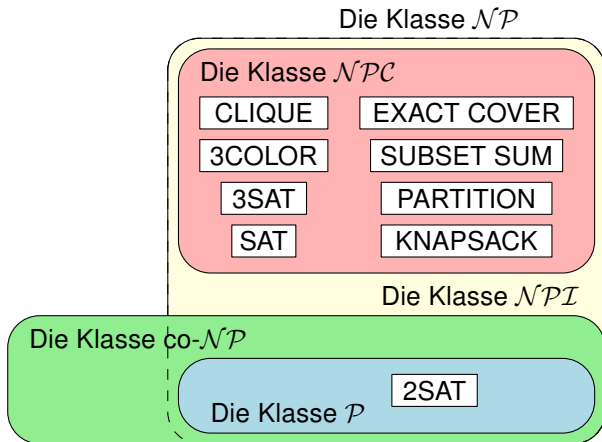 Die Klasse NP
Die Klasse NPC
CLIQUE EXACT COVER
3COLOR SUBSET SUM
3SAT PARTITION
SAT KNAPSACK
Die Klasse NPI
Die Klasse co-NP
2SAT
Die Klasse P